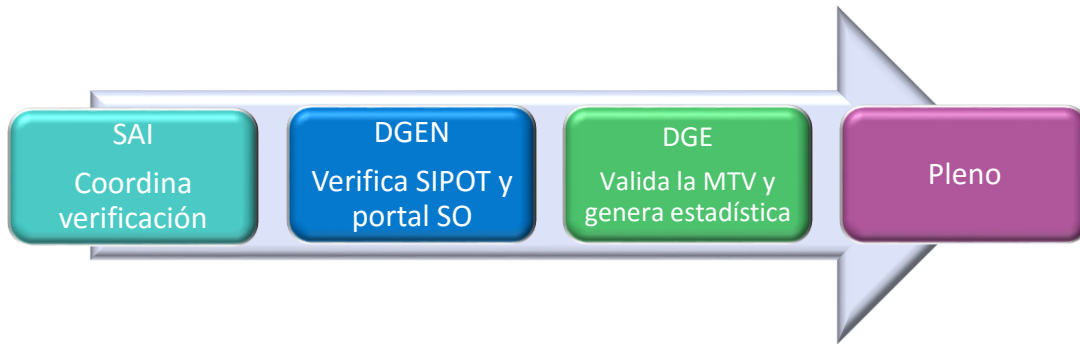 SAI
Coordina
verificación
DGEN
Verifica SIPOT y
portal SO
DGE
Valida la MTV y
genera estadística
Pleno